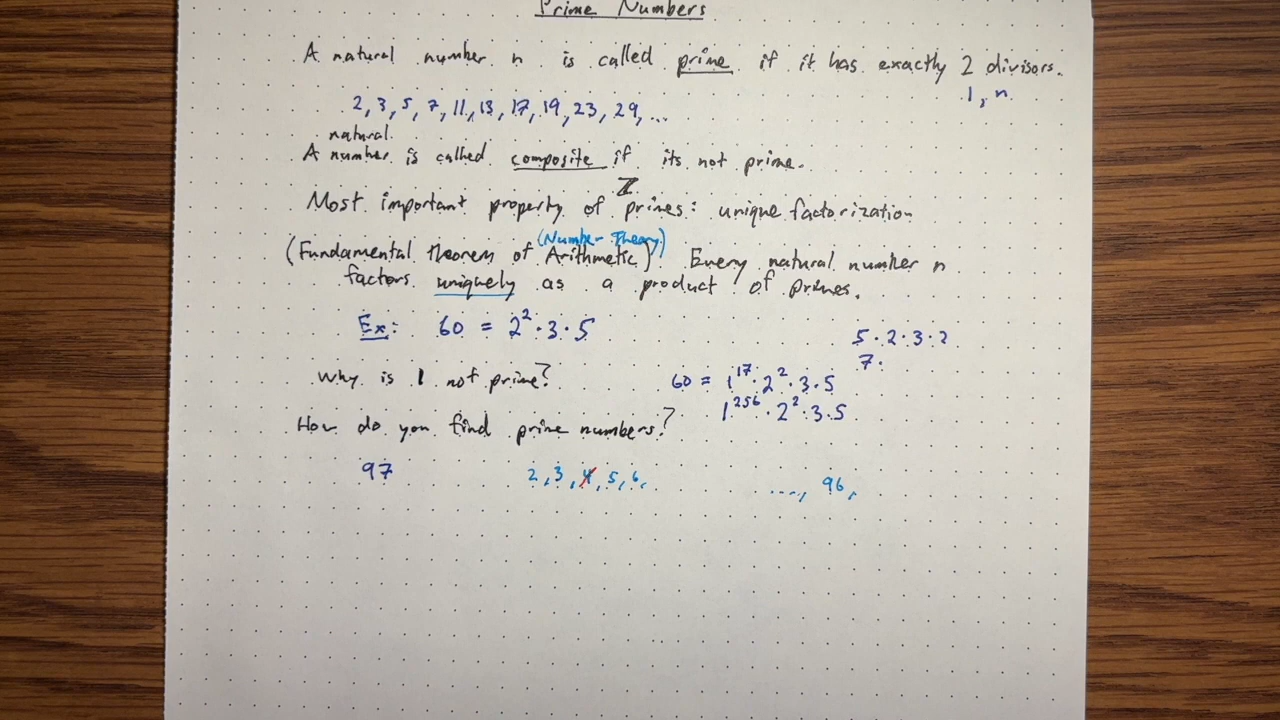 Prime Numbers
A natural number n is called prime if it has exactly 2 divisors.
1, n
2, 3, 5, 7, 11, 13, 17, 19, 23, 29, ...
natural
A number is called composite if its not prime.
ℤ
Most important property of primes: unique factorization
(Number Theory)
(Fundamental theorem of Arithmetic) Every natural number n
factors uniquely as a product of primes.
Ex: 60 = 2²·3·5
5·2·3·2
7·
Why is 1 not prime?
60 = 1¹⁷·2²·3·5
1²⁵⁶·2²·3·5
How do you find prime numbers?
97 2, 3, 4, 5, 6, ...., 96,